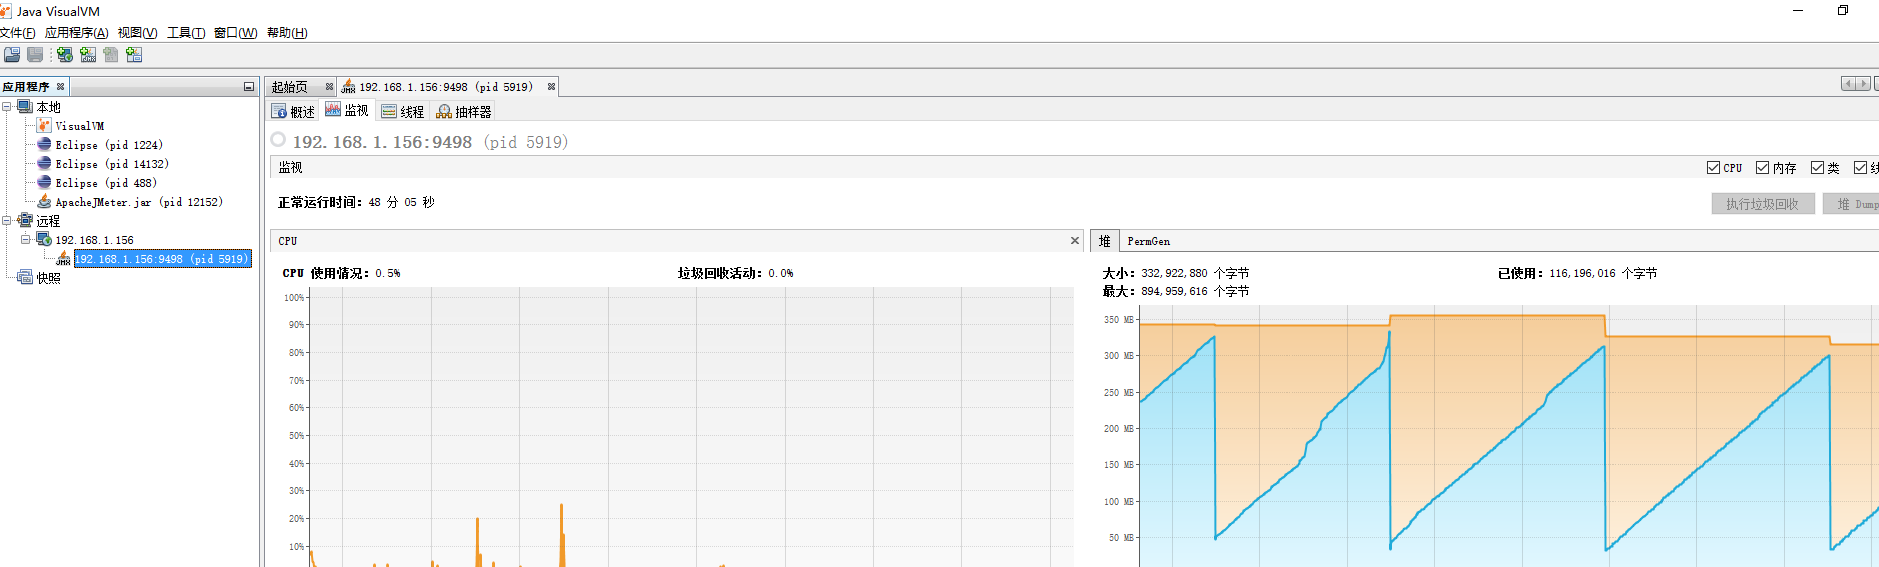 Java VisualVM
文件(F) 应用程序(A) 视图(V) 工具(T) 窗口(W) 帮助(H)
应用程序
本地
VisualVM
Eclipse (pid 1224)
Eclipse (pid 14132)
Eclipse (pid 488)
ApacheJMeter.jar (pid 12152)
远程
192.168.1.156
JMX 192.168.1.156:9498 (pid 5919)
快照
起始页 JMX 192.168.1.156:9498 (pid 5919)
概述 监视 线程 抽样器
192.168.1.156:9498 (pid 5919)
监视 CPU 内存 类
正常运行时间: 48 分 05 秒
执行垃圾回收 堆 Dump
CPU
CPU 使用情况: 0.5% 垃圾回收活动: 0.0%
100%
90%
80%
70%
60%
50%
40%
30%
20%
10%
堆 PermGen
大小: 332,922,880 个字节 已使用: 116,196,016 个字节
最大: 894,959,616 个字节
350 MB
300 MB
250 MB
200 MB
150 MB
100 MB
50 MB